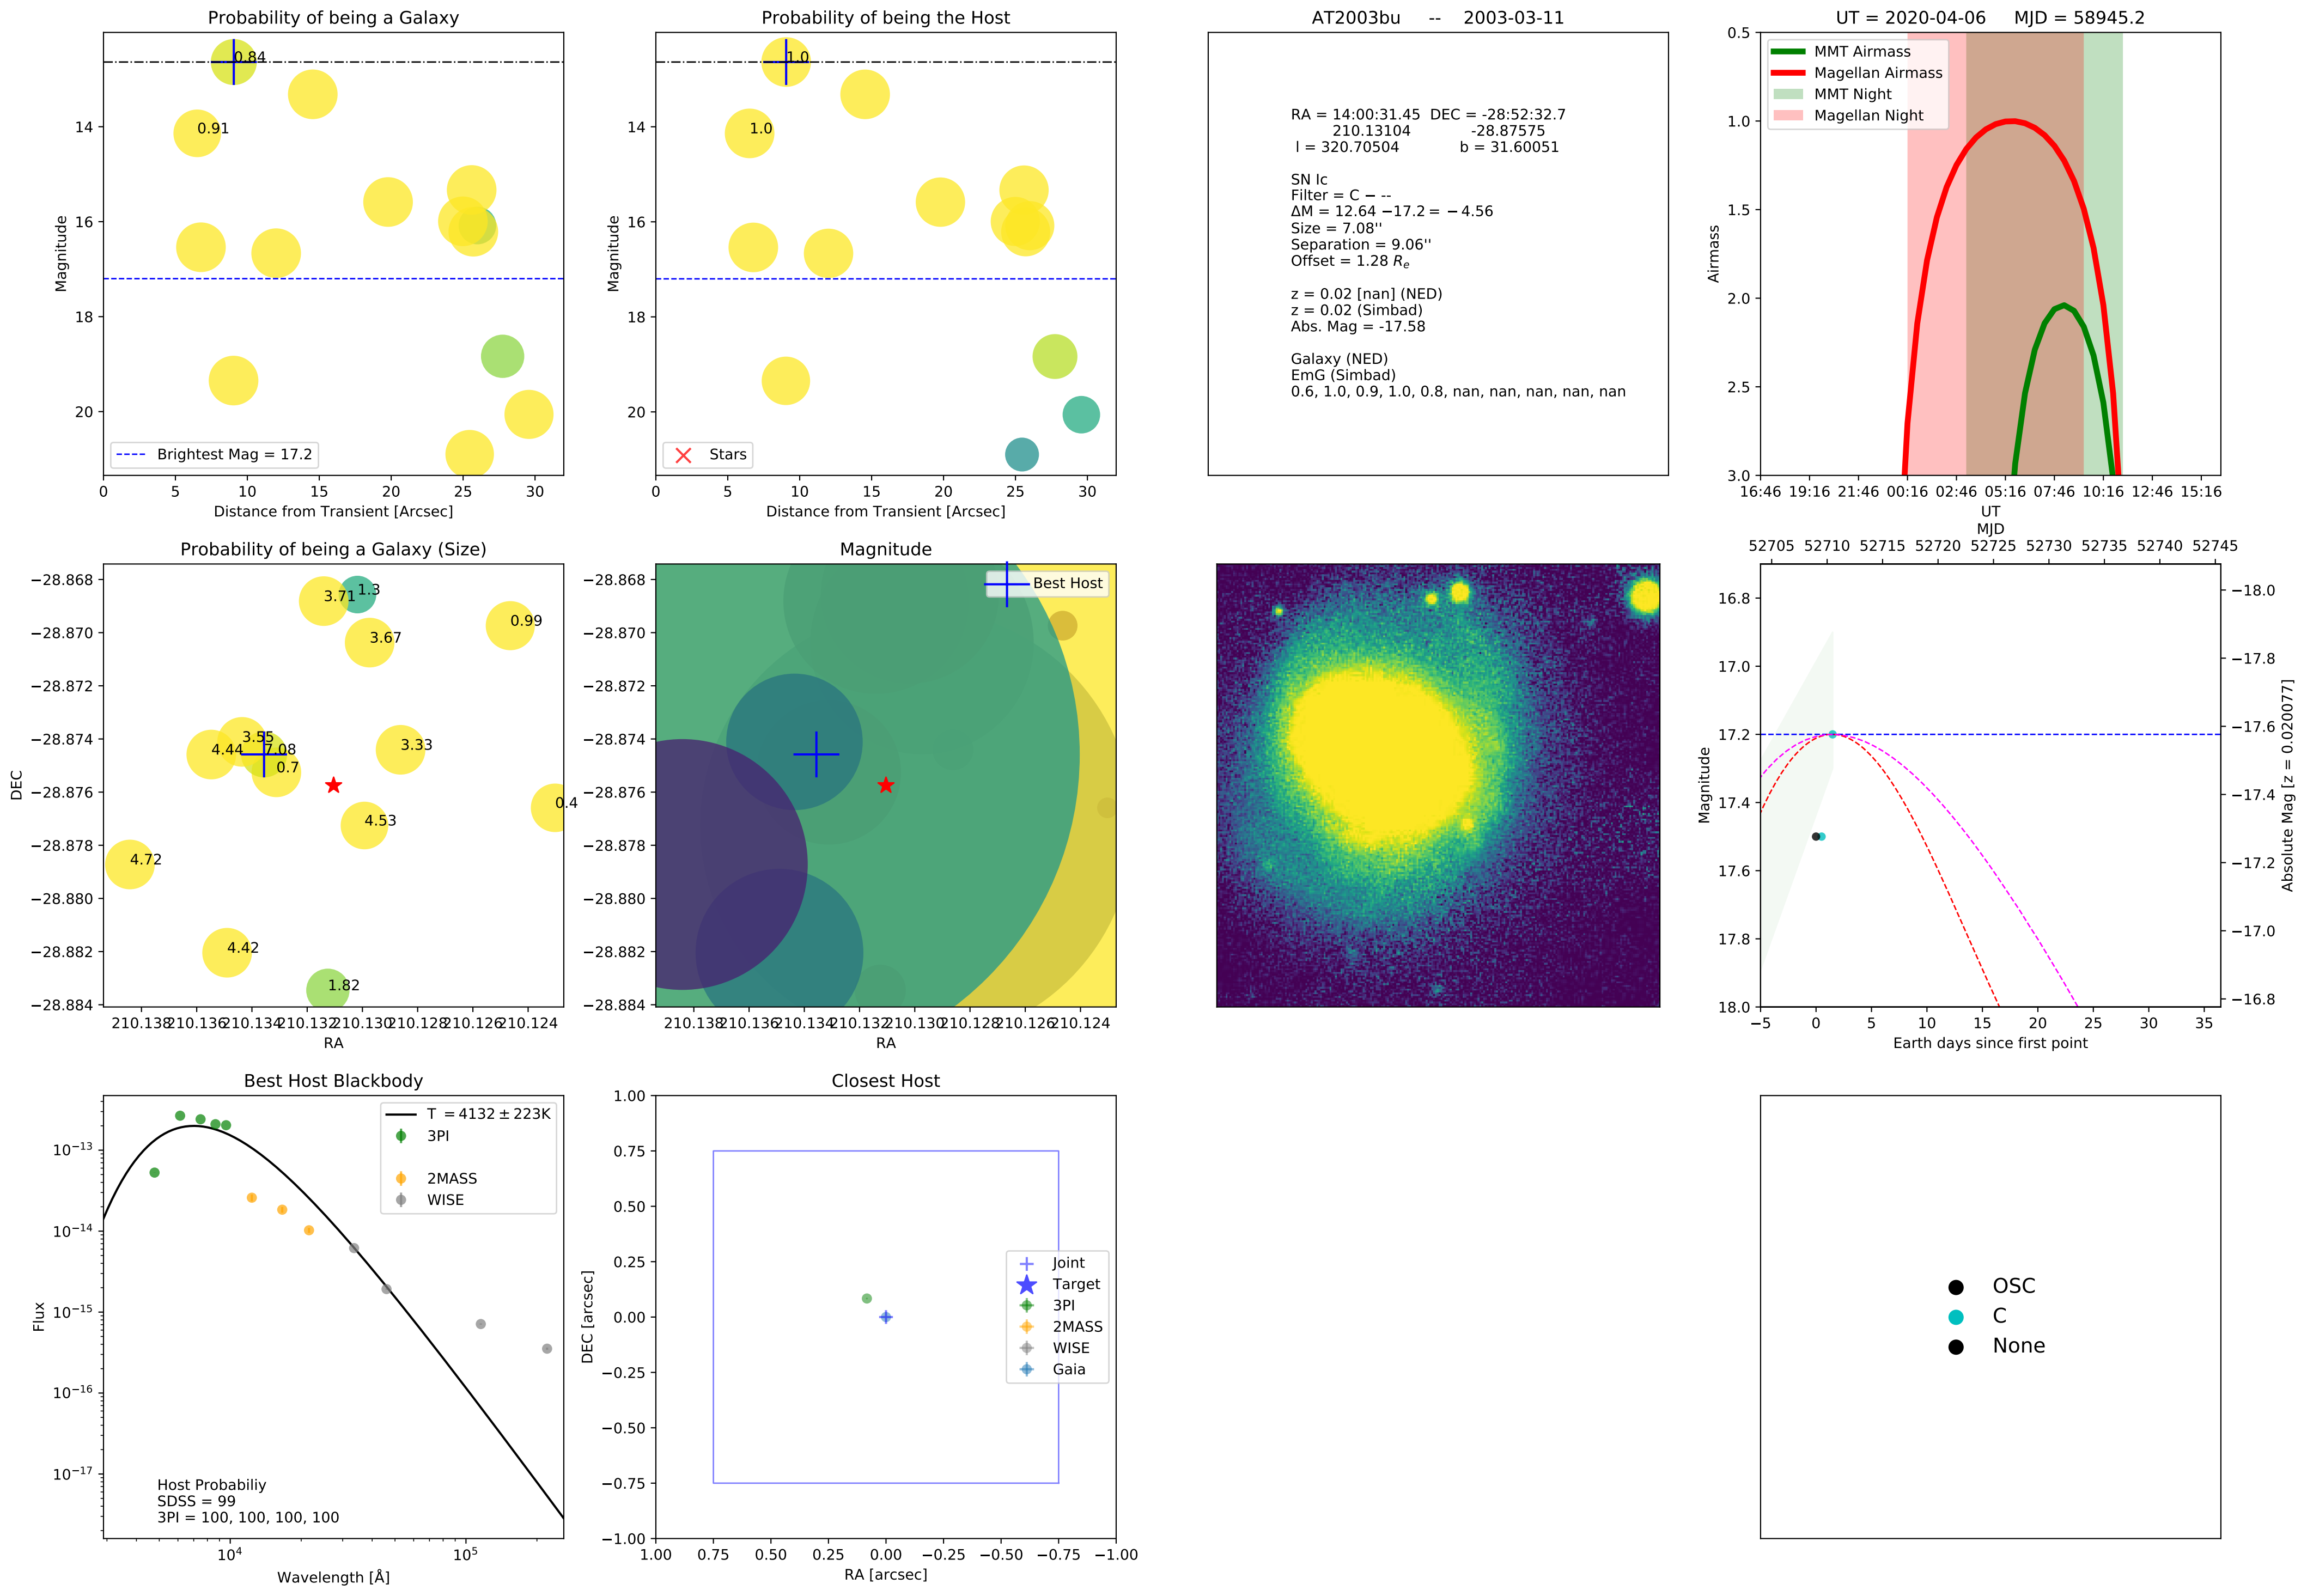 Probability of being a Galaxy
0.84
0.91
14
16
18
20
Magnitude
Brightest Mag = 17.2
0 5 10 15 20 25 30
Distance from Transient [Arcsec]
Probability of being the Host
1.0
1.0
14
16
18
20
Magnitude
Stars
0 5 10 15 20 25 30
Distance from Transient [Arcsec]
AT2003bu -- 2003-03-11
RA = 14:00:31.45 DEC = -28:52:32.7
210.13104 -28.87575
l = 320.70504 b = 31.60051
SN Ic
Filter = C − --
ΔM = 12.64 −17.2 = −4.56
Size = 7.08''
Separation = 9.06''
Offset = 1.28 Re
z = 0.02 [nan] (NED)
z = 0.02 (Simbad)
Abs. Mag = -17.58
Galaxy (NED)
EmG (Simbad)
0.6, 1.0, 0.9, 1.0, 0.8, nan, nan, nan, nan, nan
UT = 2020-04-06 MJD = 58945.2
MMT Airmass
Magellan Airmass
MMT Night
Magellan Night
0.5
1.0
1.5
2.0
2.5
3.0
Airmass
16:46 19:16 21:46 00:16 02:46 05:16 07:46 10:16 12:46 15:16
UT
Probability of being a Galaxy (Size)
−28.868
−28.870
−28.872
−28.874
−28.876
−28.878
−28.880
−28.882
−28.884
DEC
3.71
1.3
0.99
3.67
3.55
4.44
7.08
3.33
0.7
0.4
4.53
4.72
4.42
1.82
210.138 210.136 210.134 210.132 210.130 210.128 210.126 210.124
RA
Magnitude
Best Host
−28.868
−28.870
−28.872
−28.874
−28.876
−28.878
−28.880
−28.882
−28.884
210.138 210.136 210.134 210.132 210.130 210.128 210.126 210.124
RA
MJD
52705 52710 52715 52720 52725 52730 52735 52740 52745
16.8
17.0
17.2
17.4
17.6
17.8
18.0
Magnitude
−18.0
−17.8
−17.6
−17.4
−17.2
−17.0
−16.8
Absolute Mag [z = 0.020077]
−5 0 5 10 15 20 25 30 35
Earth days since first point
Best Host Blackbody
T = 4132 ± 223K
3PI
2MASS
WISE
10−13
10−14
10−15
10−16
10−17
Flux
Host Probabiliy
SDSS = 99
3PI = 100, 100, 100, 100
10⁴ 10⁵
Wavelength [Å]
Closest Host
1.00
0.75
0.50
0.25
0.00
−0.25
−0.50
−0.75
−1.00
DEC [arcsec]
Joint
Target
3PI
2MASS
WISE
Gaia
1.00 0.75 0.50 0.25 0.00 −0.25 −0.50 −0.75 −1.00
RA [arcsec]
OSC
C
None